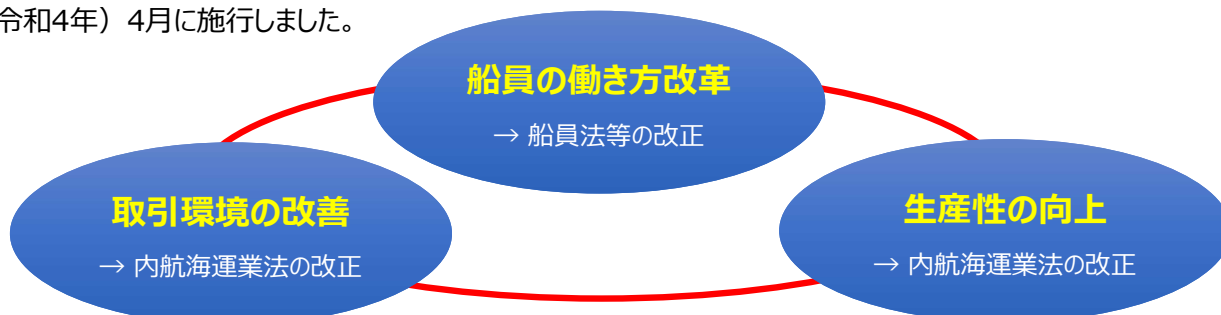 令和4年）4月に施行しました。
船員の働き方改革
→ 船員法等の改正
取引環境の改善
→ 内航海運業法の改正
生産性の向上
→ 内航海運業法の改正